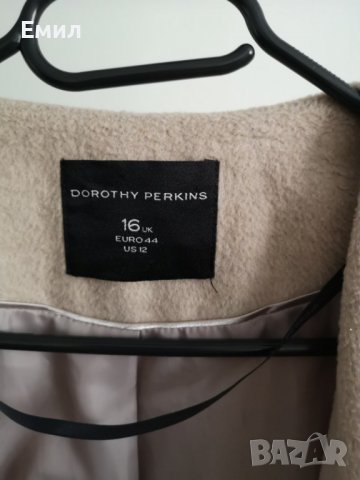 Емил
DOROTHY PERKINS
16 UK
EURO 44
US 12
BAZAR